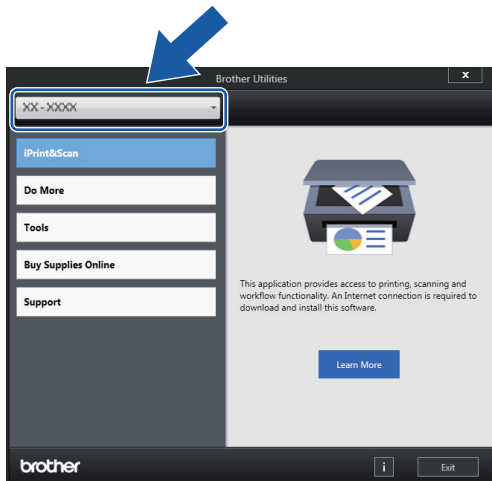 Brother Utilities
X
XX-XXXX
iPrint&Scan
Do More
Tools
Buy Supplies Online
Support
This application provides access to printing, scanning and
workflow functionality. An Internet connection is required to
download and install this software.
Learn More
brother
i
Exit